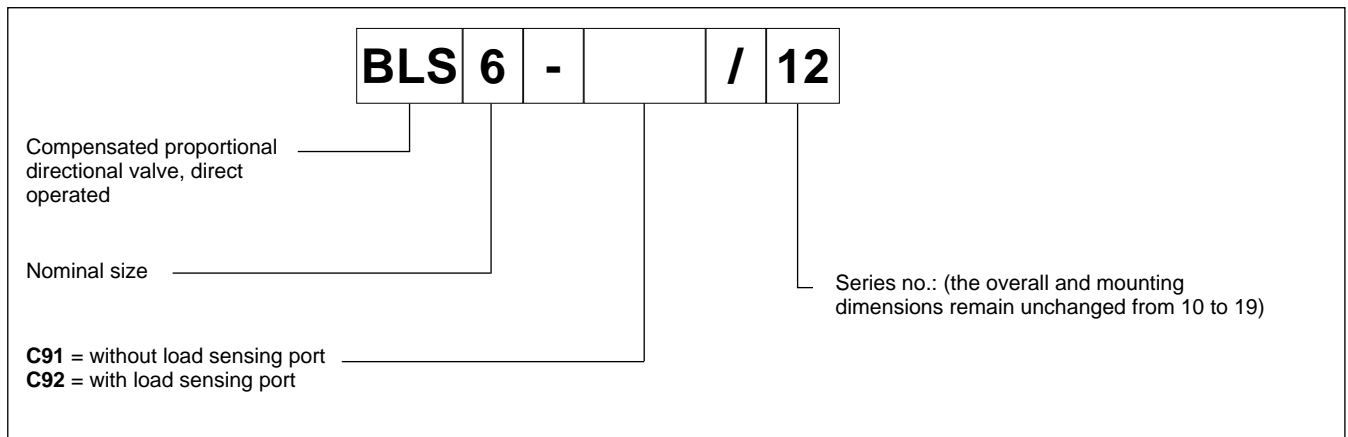 BLS 6 - / 12
Compensated proportional
directional valve, direct
operated
Nominal size
Series no.: (the overall and mounting
dimensions remain unchanged from 10 to 19)
C91 = without load sensing port
C92 = with load sensing port